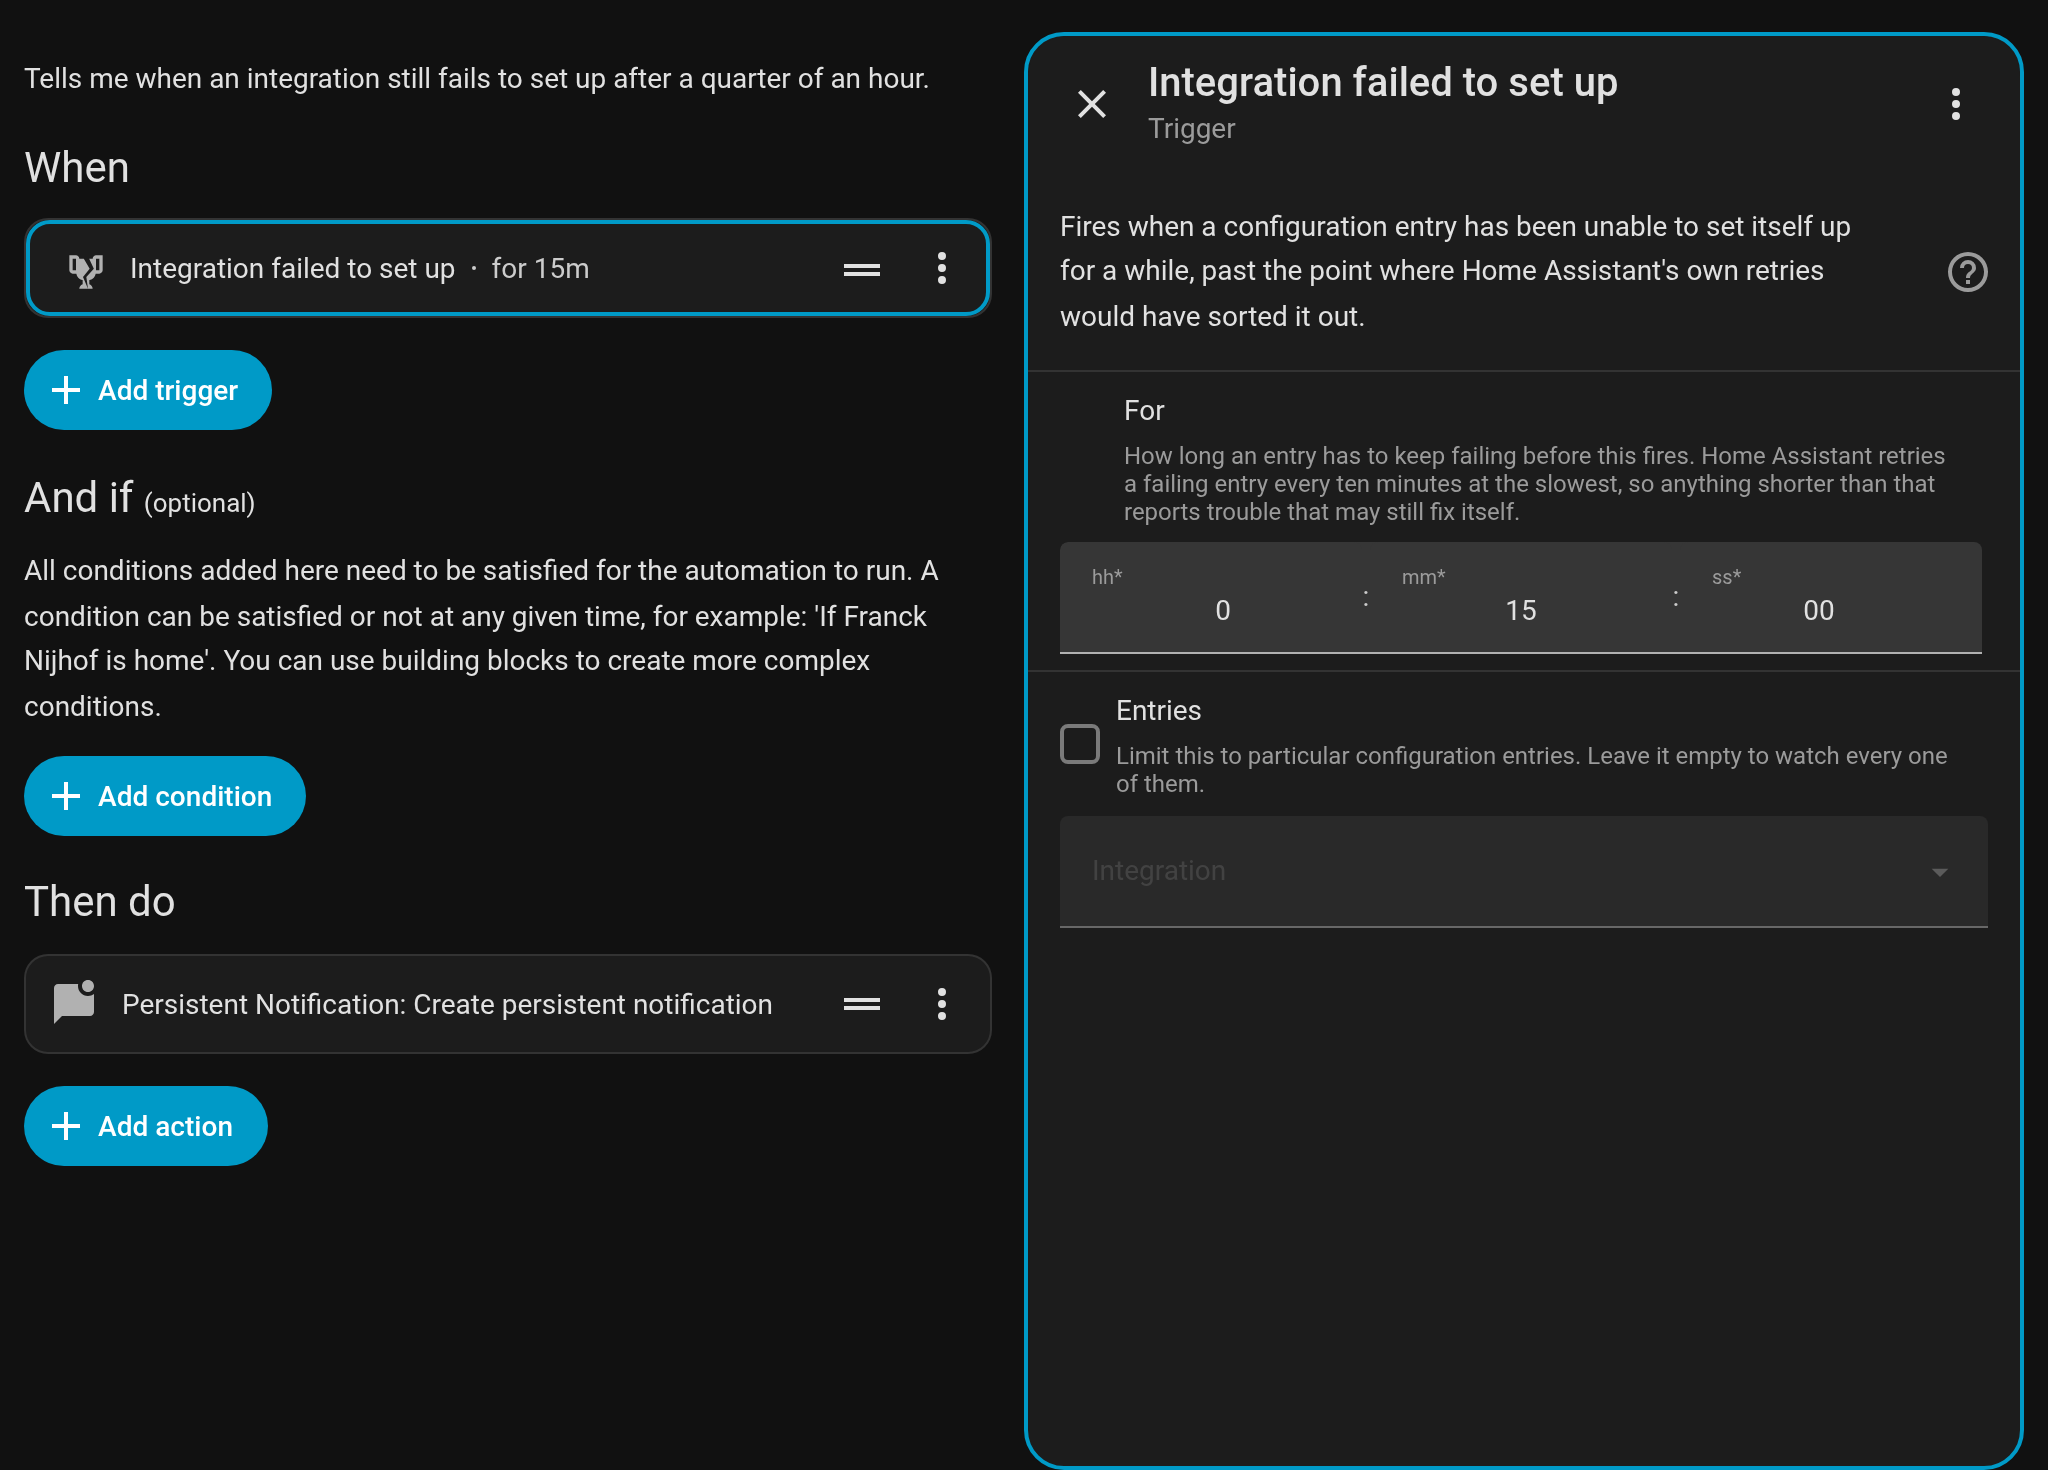 Tells me when an integration still fails to set up after a quarter of an hour.
When
Integration failed to set up · for 15m
Add trigger
And if (optional)
All conditions added here need to be satisfied for the automation to run. A
condition can be satisfied or not at any given time, for example: 'If Franck
Nijhof is home'. You can use building blocks to create more complex
conditions.
Add condition
Then do
Persistent Notification: Create persistent notification
Add action
Integration failed to set up
Trigger
Fires when a configuration entry has been unable to set itself up
for a while, past the point where Home Assistant's own retries
would have sorted it out.
For
How long an entry has to keep failing before this fires. Home Assistant retries
a failing entry every ten minutes at the slowest, so anything shorter than that
reports trouble that may still fix itself.
hh* mm* ss*
0 : 15 : 00
Entries
Limit this to particular configuration entries. Leave it empty to watch every one
of them.
Integration